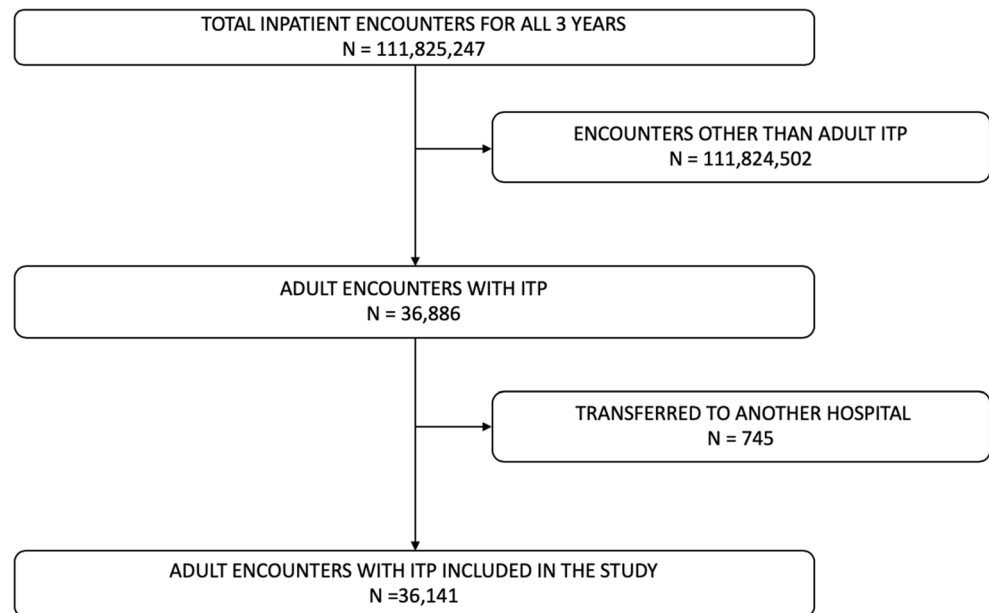 TOTAL INPATIENT ENCOUNTERS FOR ALL 3 YEARS
N = 111,825,247
ENCOUNTERS OTHER THAN ADULT ITP
N = 111,824,502
ADULT ENCOUNTERS WITH ITP
N = 36,886
TRANSFERRED TO ANOTHER HOSPITAL
N = 745
ADULT ENCOUNTERS WITH ITP INCLUDED IN THE STUDY
N =36,141